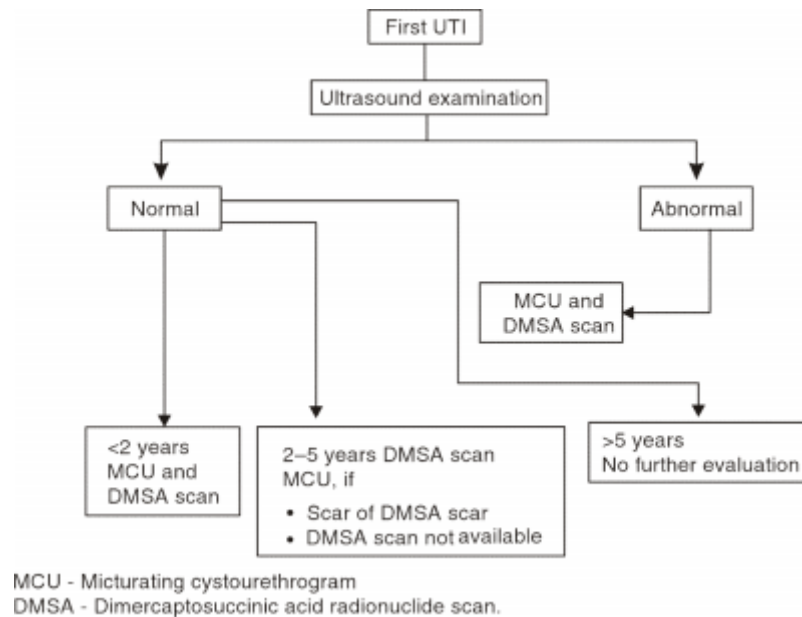 First UTI
Ultrasound examination
Normal
Abnormal
MCU and
DMSA scan
<2 years
MCU and
DMSA scan
2–5 years DMSA scan
MCU, if
• Scar of DMSA scar
• DMSA scan not available
>5 years
No further evaluation
MCU - Micturating cystourethrogram
DMSA - Dimercaptosuccinic acid radionuclide scan.